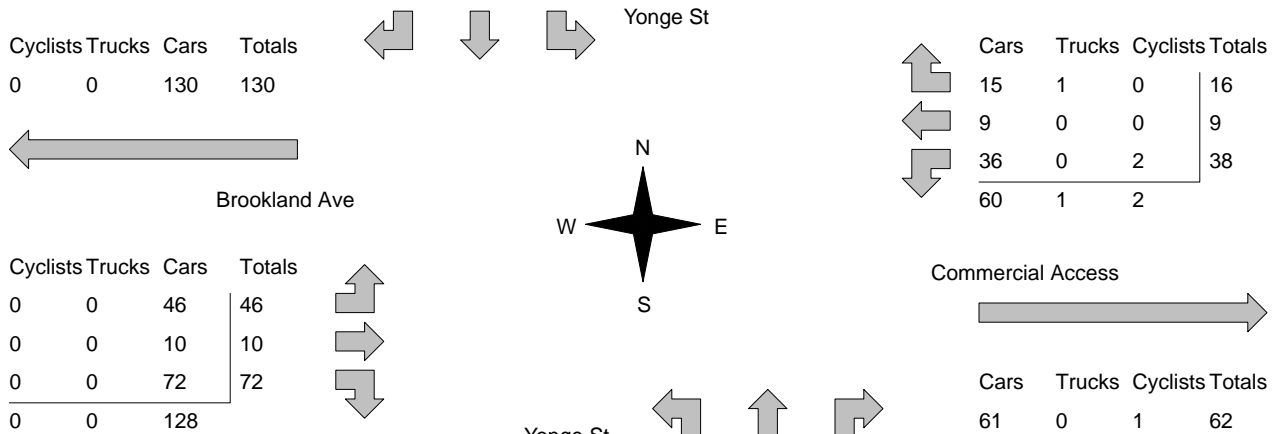 Yonge St
Cyclists Trucks Cars Totals
0 0 130 130
Cars Trucks Cyclists Totals
15 1 0 16
9 0 0 9
36 0 2 38
60 1 2
N
W E
S
Brookland Ave
Cyclists Trucks Cars Totals
0 0 46 46
0 0 10 10
0 0 72 72
0 0 128
Commercial Access
Cars Trucks Cyclists Totals
61 0 1 62
Yonge St